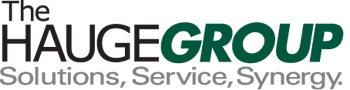 The
HAUGEGROUP
Solutions, Service, Synergy.